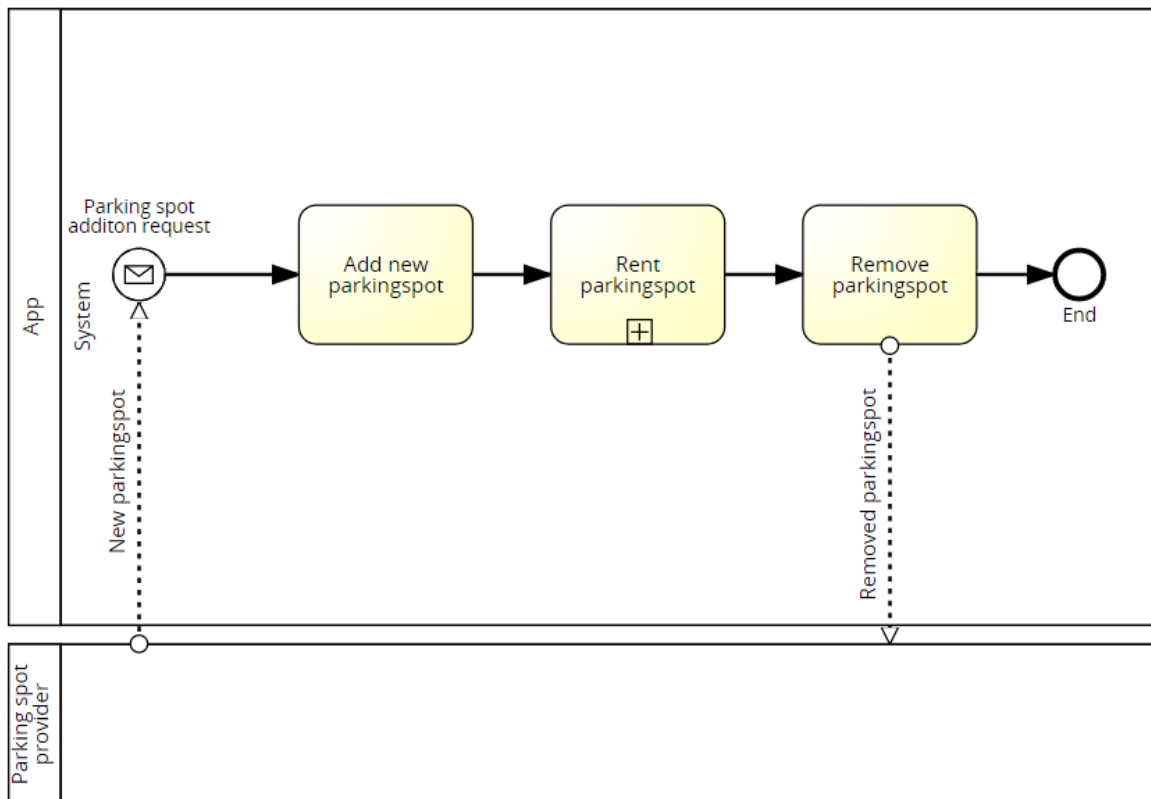 App
System
Parking spot
additon request
Add new
parkingspot
Rent
parkingspot
Remove
parkingspot
End
New parkingspot
Removed parkingspot
Parking spot
provider